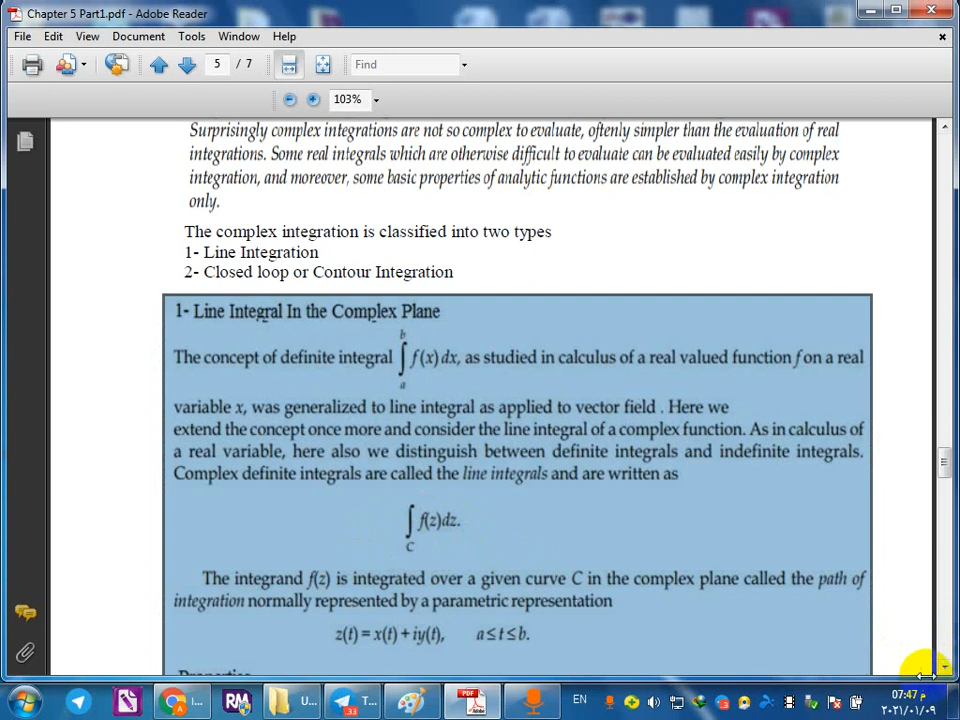 Chapter 5 Part1.pdf - Adobe Reader
File Edit View Document Tools Window Help
5 / 7 Find
103%
Surprisingly complex integrations are not so complex to evaluate, oftenly simpler than the evaluation of real
integrations. Some real integrals which are otherwise difficult to evaluate can be evaluated easily by complex
integration, and moreover, some basic properties of analytic functions are established by complex integration
only.
The complex integration is classified into two types
1- Line Integration
2- Closed loop or Contour Integration
1- Line Integral In the Complex Plane
The concept of definite integral ∫_a^b f(x) dx, as studied in calculus of a real valued function f on a real
variable x, was generalized to line integral as applied to vector field . Here we
extend the concept once more and consider the line integral of a complex function. As in calculus of
a real variable, here also we distinguish between definite integrals and indefinite integrals.
Complex definite integrals are called the line integrals and are written as
∫_C f(z)dz.
The integrand f(z) is integrated over a given curve C in the complex plane called the path of
integration normally represented by a parametric representation
z(t) = x(t) + iy(t), a ≤ t ≤ b.
I... RM U... 33 T... PDF EN
07:47 م
٢٠٢١/٠١/٠٩